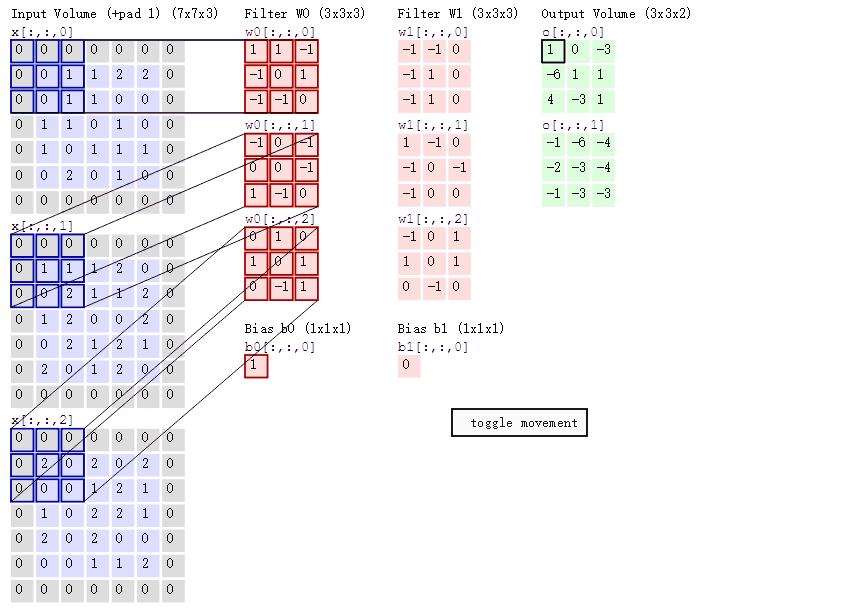 Input Volume (+pad 1) (7x7x3)
x[:,:,0]
0 0 0 0 0 0 0
0 0 1 1 2 2 0
0 0 1 1 0 0 0
0 1 1 0 1 0 0
0 1 0 1 1 1 0
0 0 2 0 1 0 0
0 0 0 0 0 0 0
x[:,:,1]
0 0 0 0 0 0 0
0 1 1 1 2 0 0
0 0 2 1 1 2 0
0 1 2 0 0 2 0
0 0 2 1 2 1 0
0 2 0 1 2 0 0
0 0 0 0 0 0 0
x[:,:,2]
0 0 0 0 0 0 0
0 2 0 2 0 2 0
0 0 0 1 2 1 0
0 1 0 2 2 1 0
0 2 0 2 2 0 0
0 0 0 1 1 2 0
0 0 0 0 0 0 0
Filter W0 (3x3x3)
w0[:,:,0]
1 1 -1
-1 0 1
-1 -1 0
w0[:,:,1]
-1 0 -1
0 0 -1
1 -1 0
w0[:,:,2]
0 1 0
1 0 1
0 -1 1
Bias b0 (1x1x1)
b0[:,:,0]
1
Filter W1 (3x3x3)
w1[:,:,0]
-1 -1 0
-1 1 0
-1 1 0
w1[:,:,1]
1 -1 0
-1 0 -1
-1 0 0
w1[:,:,2]
-1 0 1
1 0 1
0 -1 0
Bias b1 (1x1x1)
b1[:,:,0]
0
Output Volume (3x3x2)
o[:,:,0]
1 0 -3
-6 1 1
4 -3 1
o[:,:,1]
-1 -6 -4
-2 -3 -4
-1 -3 -3
toggle movement